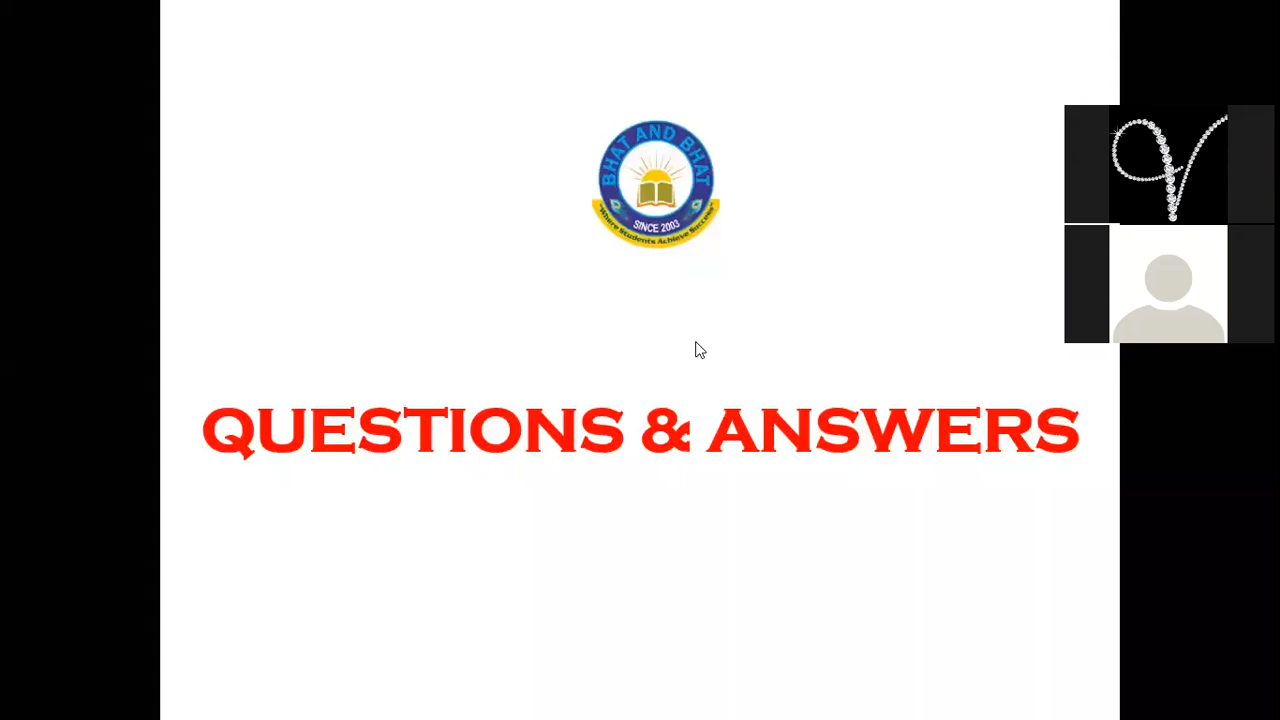 BHAT AND BHAT
SINCE 2003
"Where Students Achieve Success"
QUESTIONS & ANSWERS